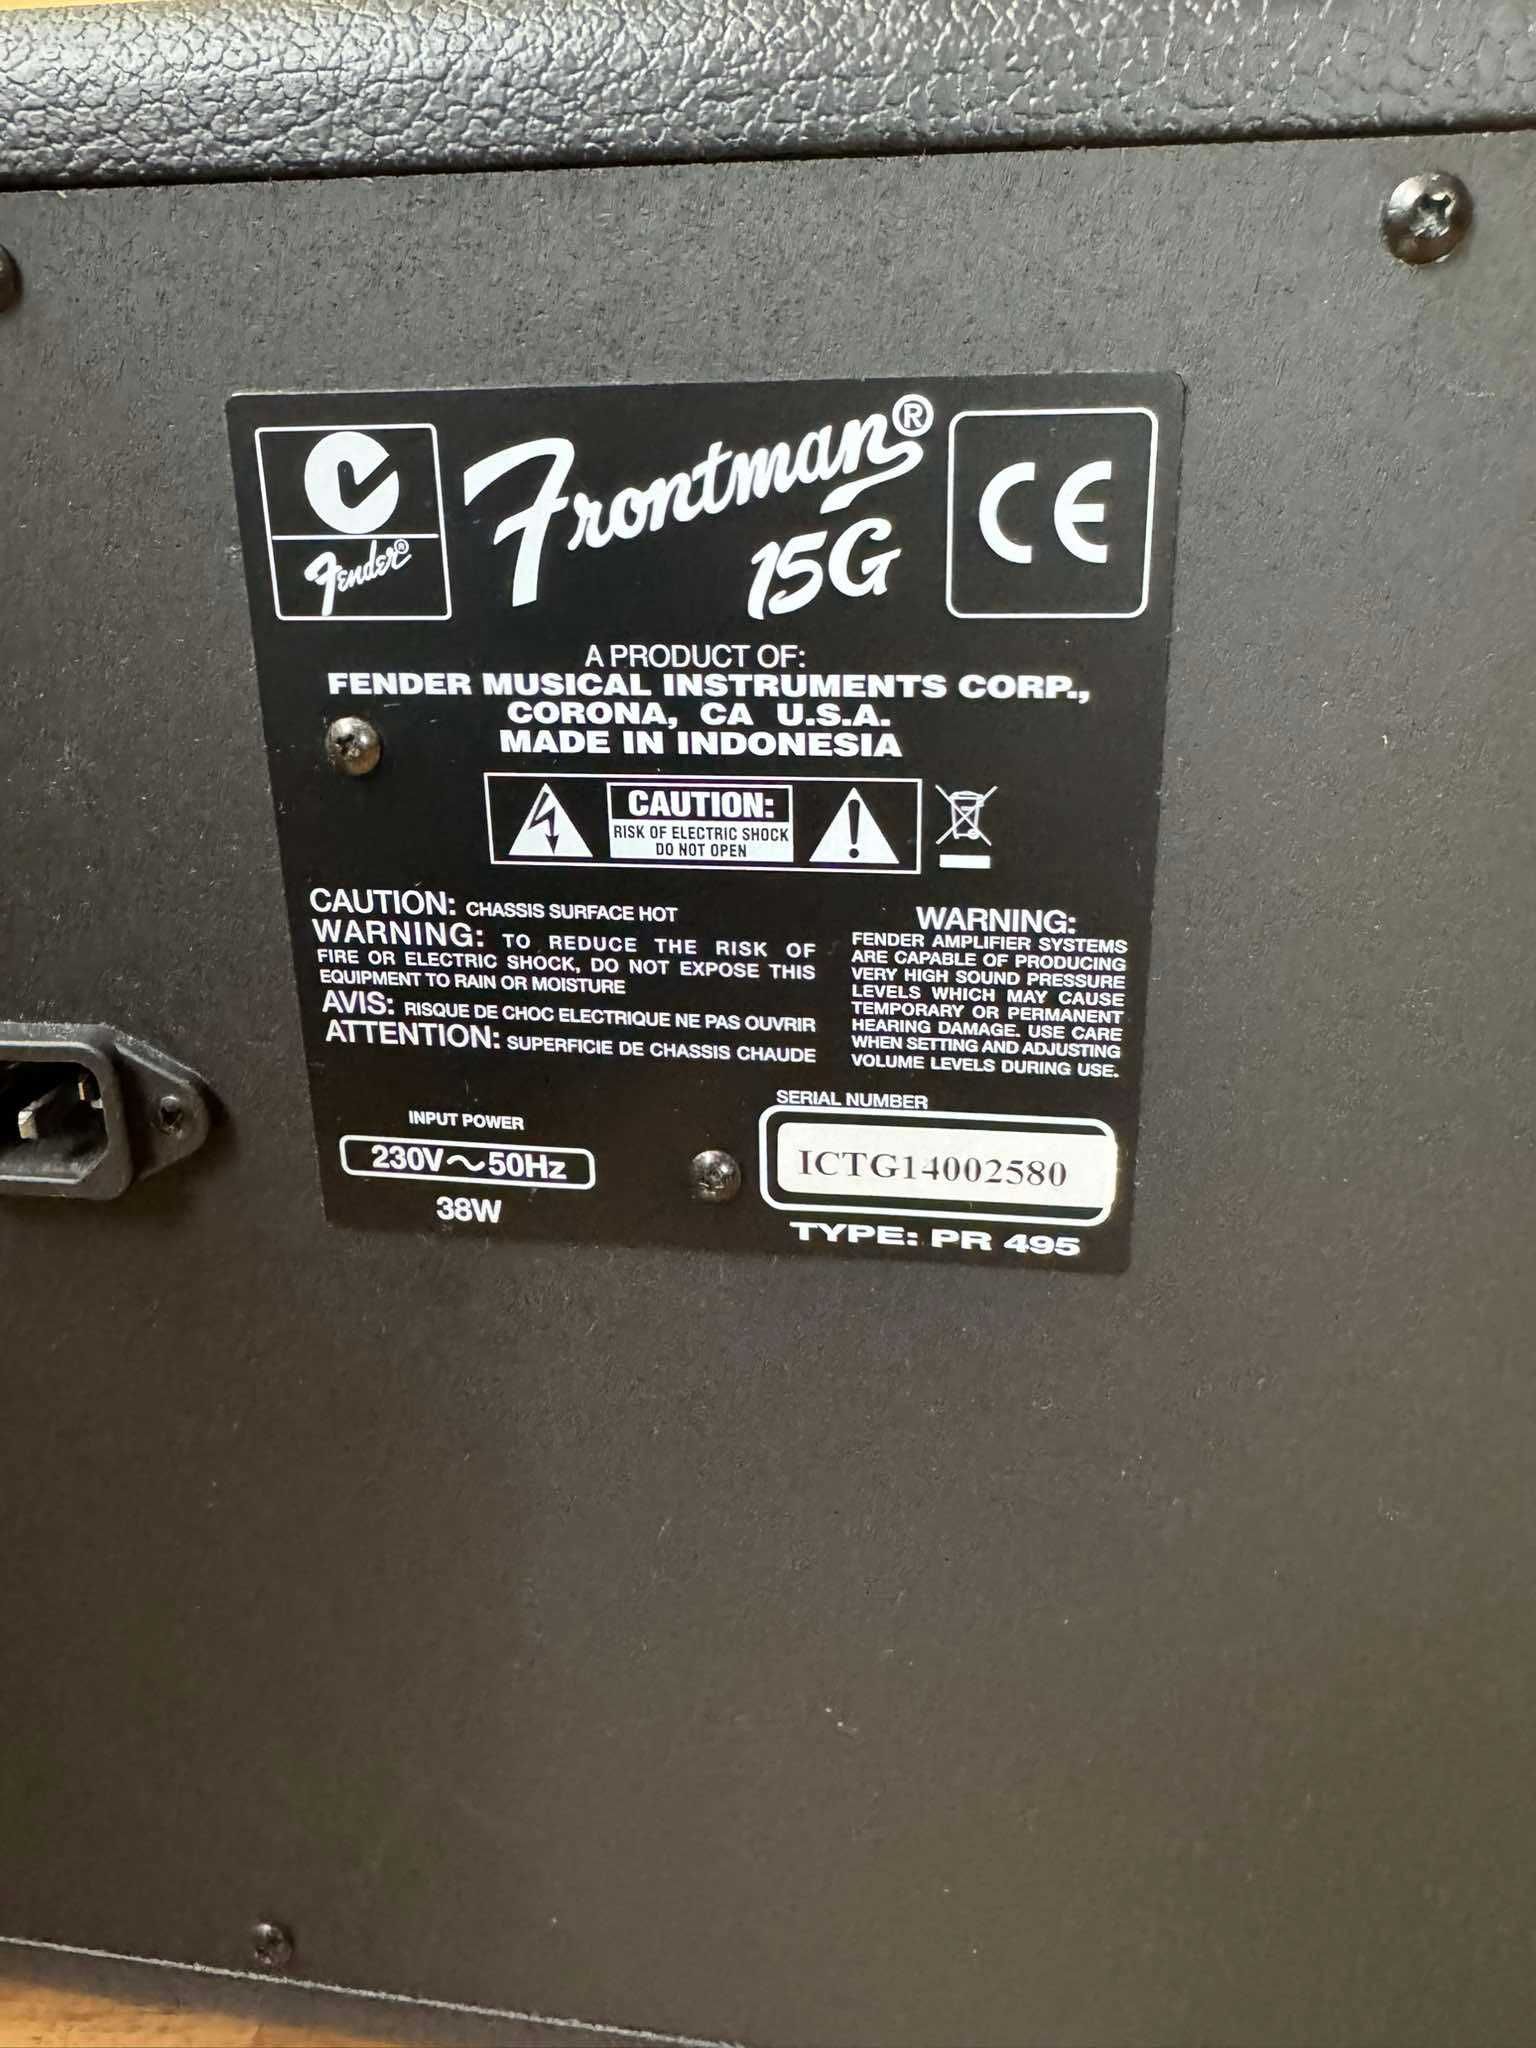 Fender®
Frontman®
15G
CE
A PRODUCT OF:
FENDER MUSICAL INSTRUMENTS CORP.,
CORONA, CA U.S.A.
MADE IN INDONESIA
CAUTION:
RISK OF ELECTRIC SHOCK
DO NOT OPEN
CAUTION: CHASSIS SURFACE HOT
WARNING: TO REDUCE THE RISK OF
FIRE OR ELECTRIC SHOCK, DO NOT EXPOSE THIS
EQUIPMENT TO RAIN OR MOISTURE
AVIS: RISQUE DE CHOC ELECTRIQUE NE PAS OUVRIR
ATTENTION: SUPERFICIE DE CHASSIS CHAUDE
WARNING:
FENDER AMPLIFIER SYSTEMS
ARE CAPABLE OF PRODUCING
VERY HIGH SOUND PRESSURE
LEVELS WHICH MAY CAUSE
TEMPORARY OR PERMANENT
HEARING DAMAGE. USE CARE
WHEN SETTING AND ADJUSTING
VOLUME LEVELS DURING USE.
INPUT POWER
230V～50Hz
38W
SERIAL NUMBER
ICTG14002580
TYPE: PR 495